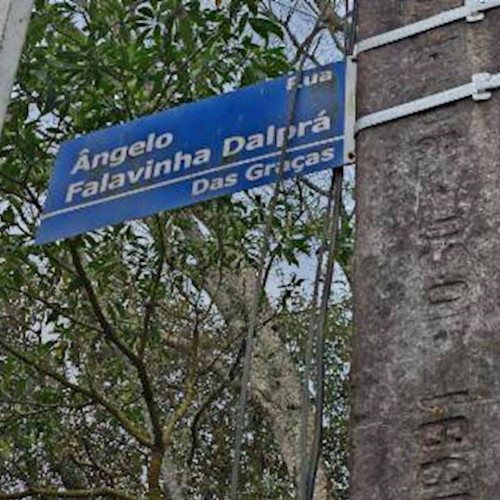 Rua
Ângelo
Falavinha Dalprá
Das Graças